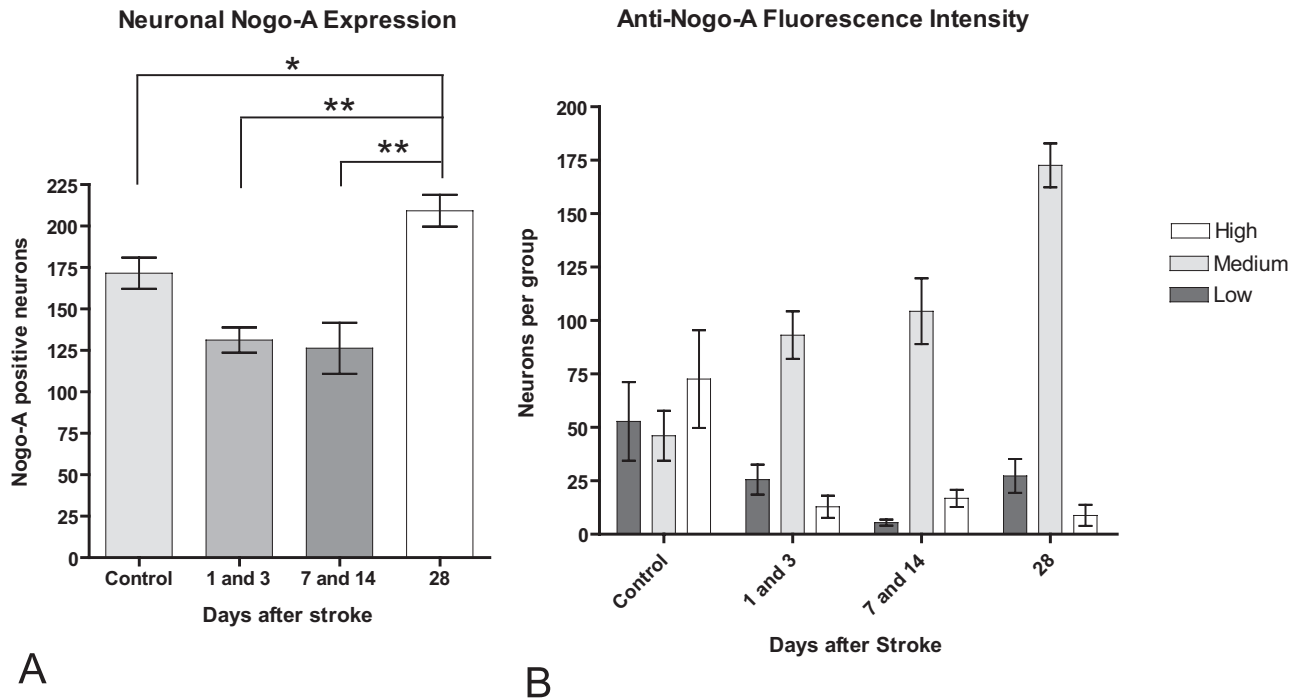 Neuronal Nogo-A Expression
*
**
**
Nogo-A positive neurons
225
200
175
150
125
100
75
50
25
0
Control
1 and 3
7 and 14
28
Days after stroke
A
Anti-Nogo-A Fluorescence Intensity
Neurons per group
200
175
150
125
100
75
50
25
0
Control
1 and 3
7 and 14
28
Days after Stroke
High
Medium
Low
B